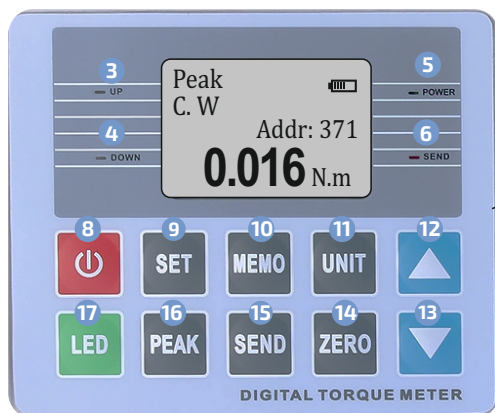 3
5
UP
POWER
Peak
C. W
Addr: 371
0.016 N.m
4
6
DOWN
SEND
8 9 10 11 12
SET MEMO UNIT
17 16 15 14 13
LED PEAK SEND ZERO
DIGITAL TORQUE METER